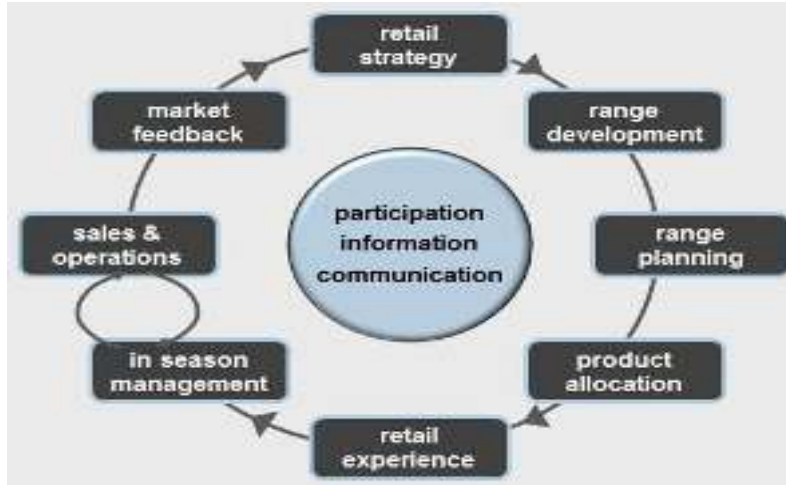 retail
strategy
range
development
range
planning
product
allocation
retail
experience
in season
management
sales &
operations
market
feedback
participation
information
communication